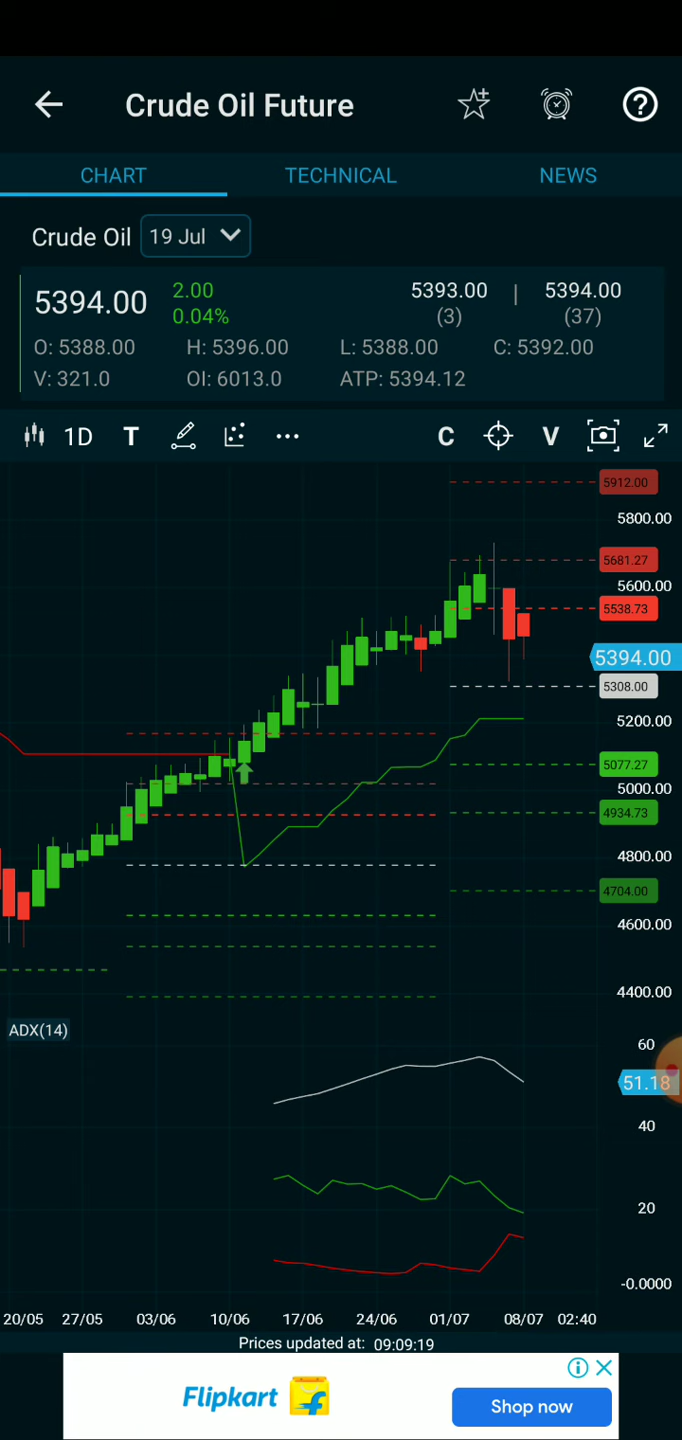 Crude Oil Future
CHART TECHNICAL NEWS
Crude Oil 19 Jul
5394.00 2.00 0.04% 5393.00 (3) | 5394.00 (37)
O: 5388.00 H: 5396.00 L: 5388.00 C: 5392.00
V: 321.0 OI: 6013.0 ATP: 5394.12
1D T C V
5912.00
5800.00
5681.27
5600.00
5538.73
5394.00
5308.00
5200.00
5077.27
5000.00
4934.73
4800.00
4704.00
4600.00
4400.00
ADX(14)
60
51.18
40
20
-0.0000
20/05 27/05 03/06 10/06 17/06 24/06 01/07 08/07 02:40
Prices updated at: 09:09:19
Flipkart Shop now